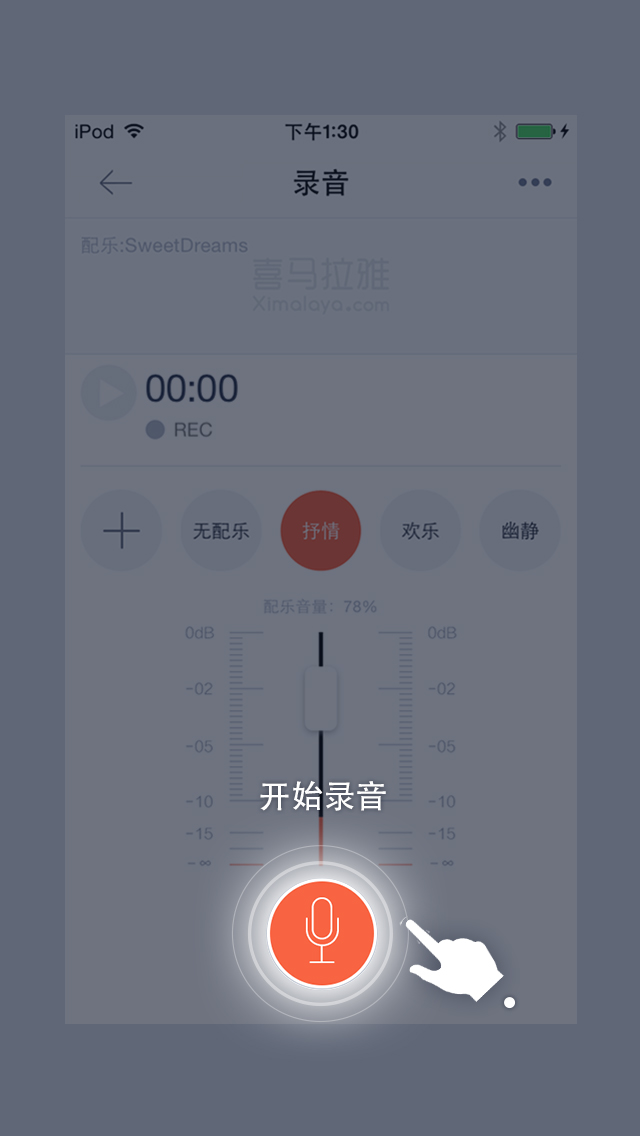 iPod 下午1:30
录音
配乐:SweetDreams
喜马拉雅
Ximalaya.com
00:00
REC
无配乐 抒情 欢乐 幽静
配乐音量：78%
0dB 0dB
-02 -02
-05 -05
开始录音
-10 -10
-15 -15
-∞ -∞